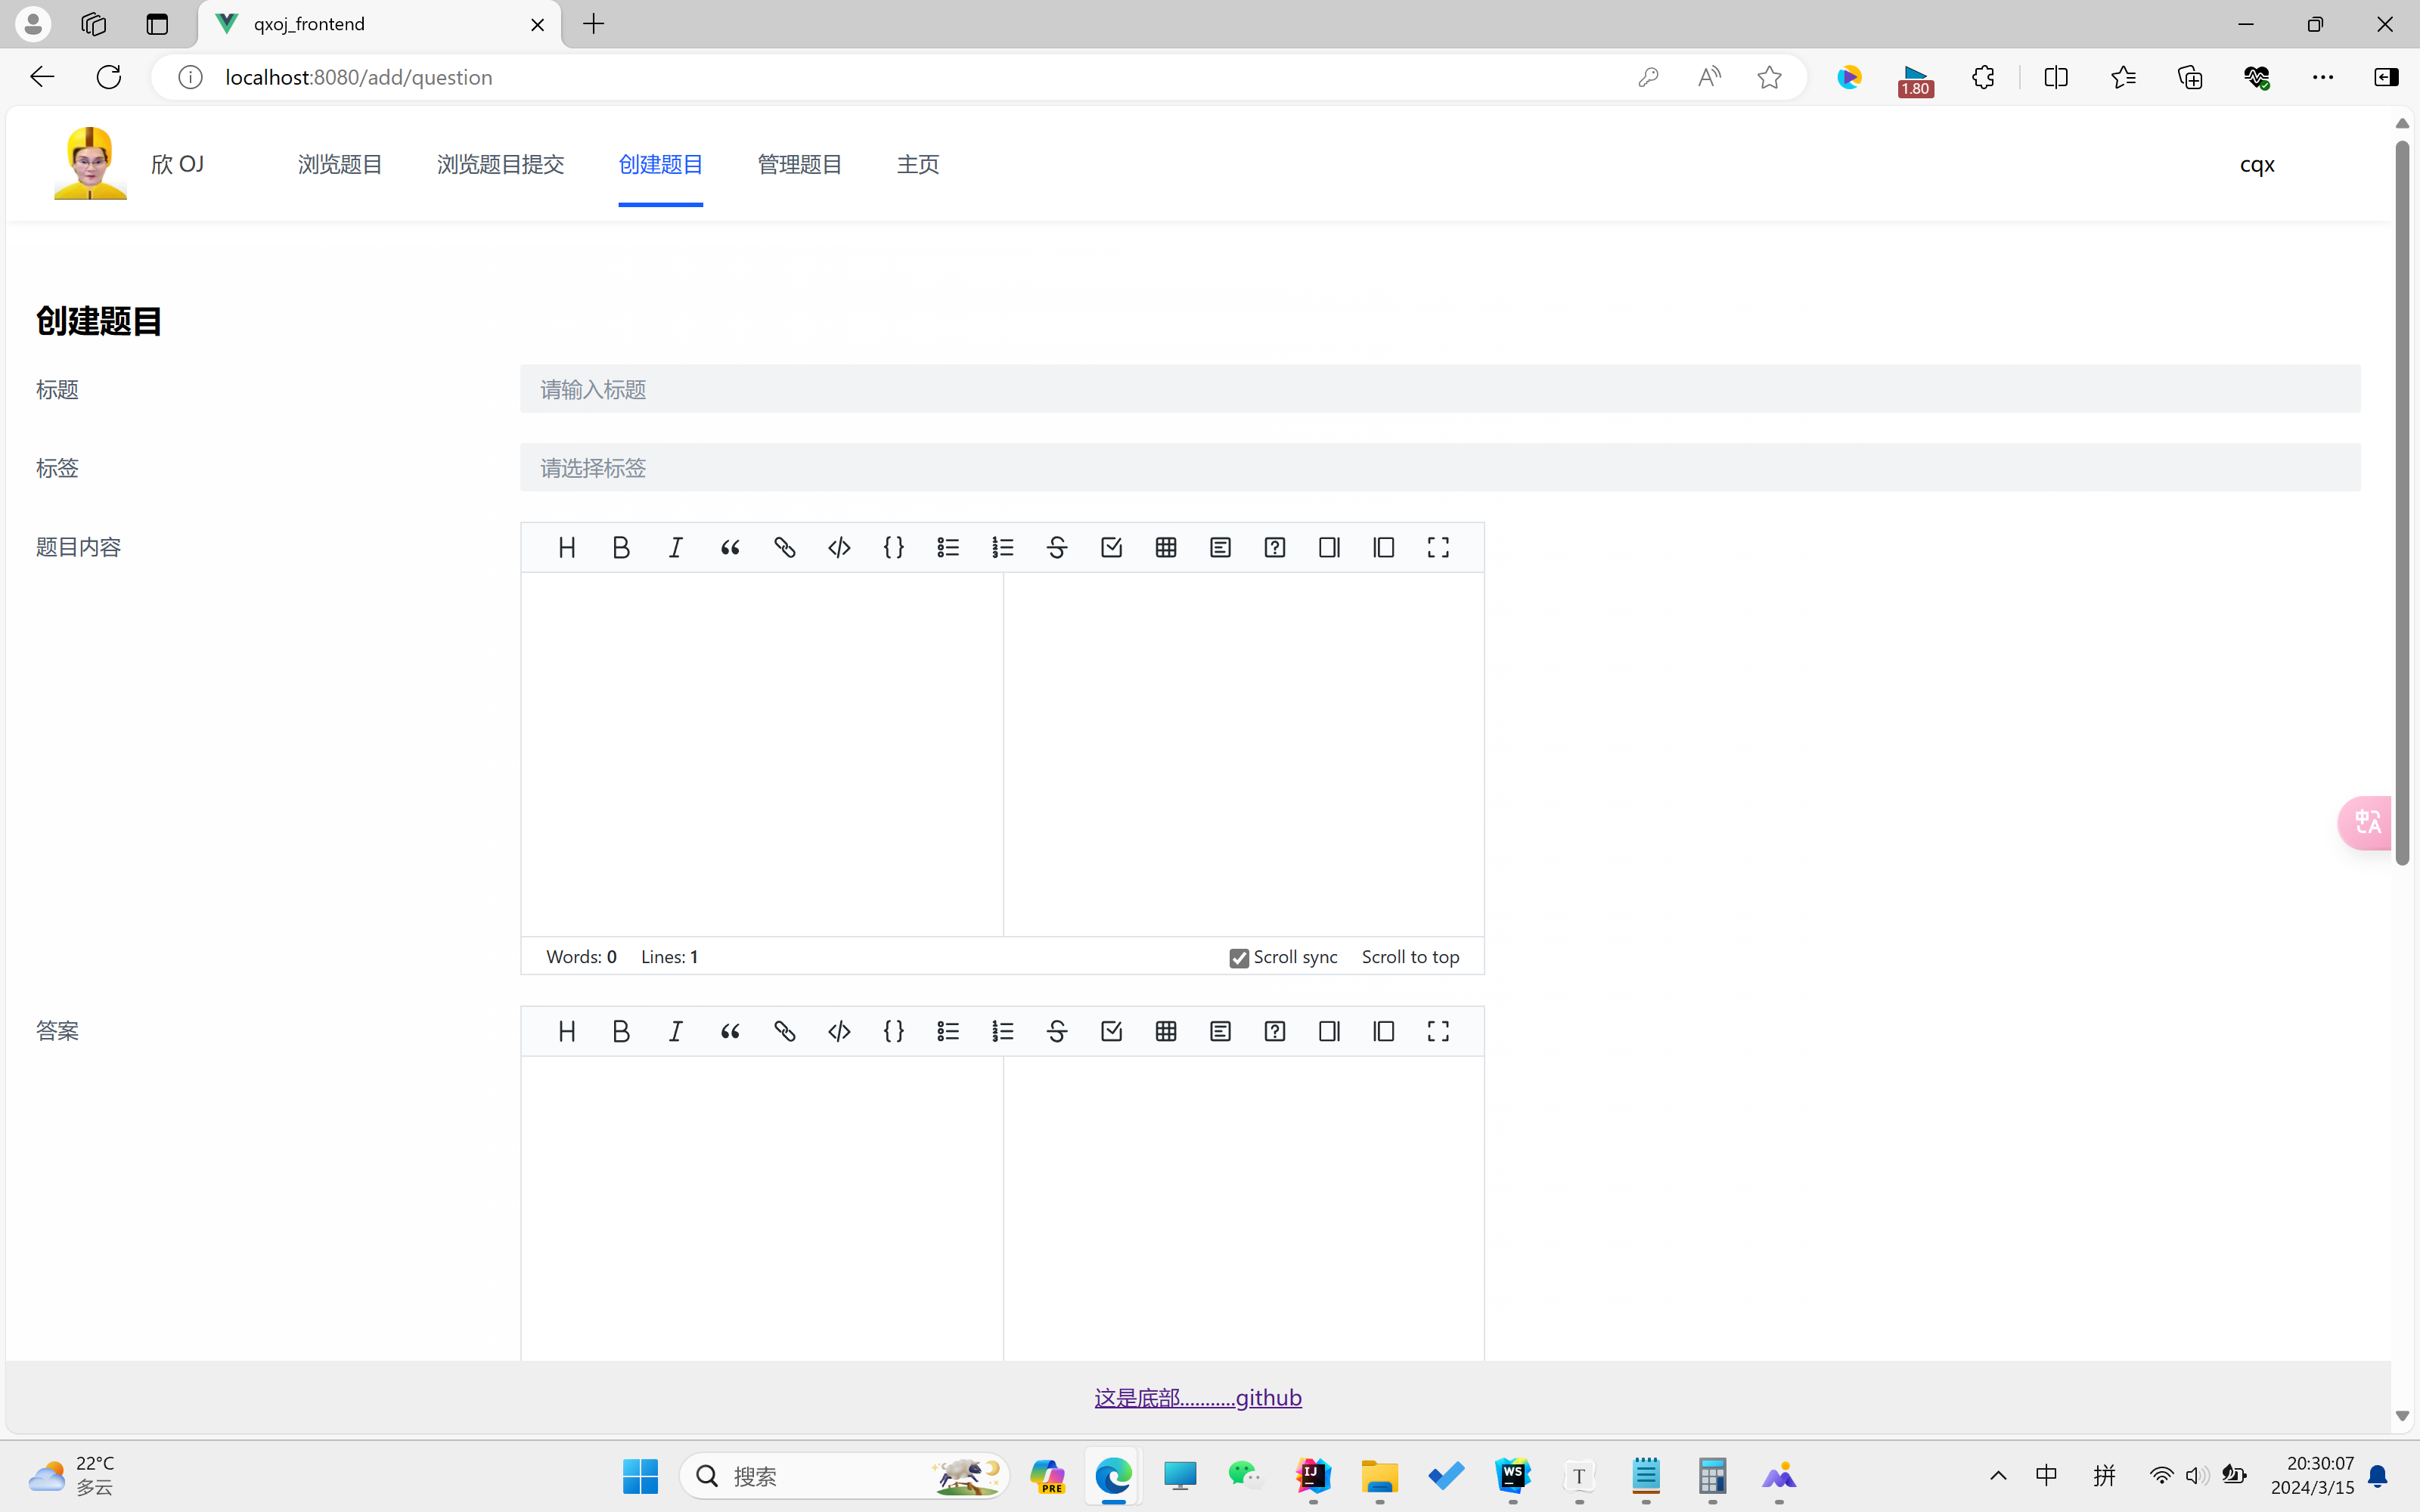 qxoj_frontend
localhost:8080/add/question
1.80
欣 OJ
浏览题目
浏览题目提交
创建题目
管理题目
主页
cqx
创建题目
标题
请输入标题
标签
请选择标签
题目内容
Words: 0
Lines: 1
Scroll sync
Scroll to top
答案
这是底部...........github
22°C
多云
搜索
PRE
IJ
WS
T
中
拼
20:30:07
2024/3/15